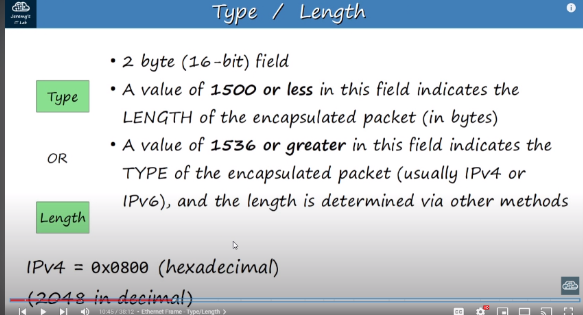 Jeremy's
IT Lab
Type / Length
• 2 byte (16-bit) field
• A value of 1500 or less in this field indicates the
LENGTH of the encapsulated packet (in bytes)
• A value of 1536 or greater in this field indicates the
TYPE of the encapsulated packet (usually IPv4 or
IPv6), and the length is determined via other methods
Type
OR
Length
IPv4 = 0x0800 (hexadecimal)
(2048 in decimal)
10:46 / 38:12 • Ethernet Frame - Type/Length >